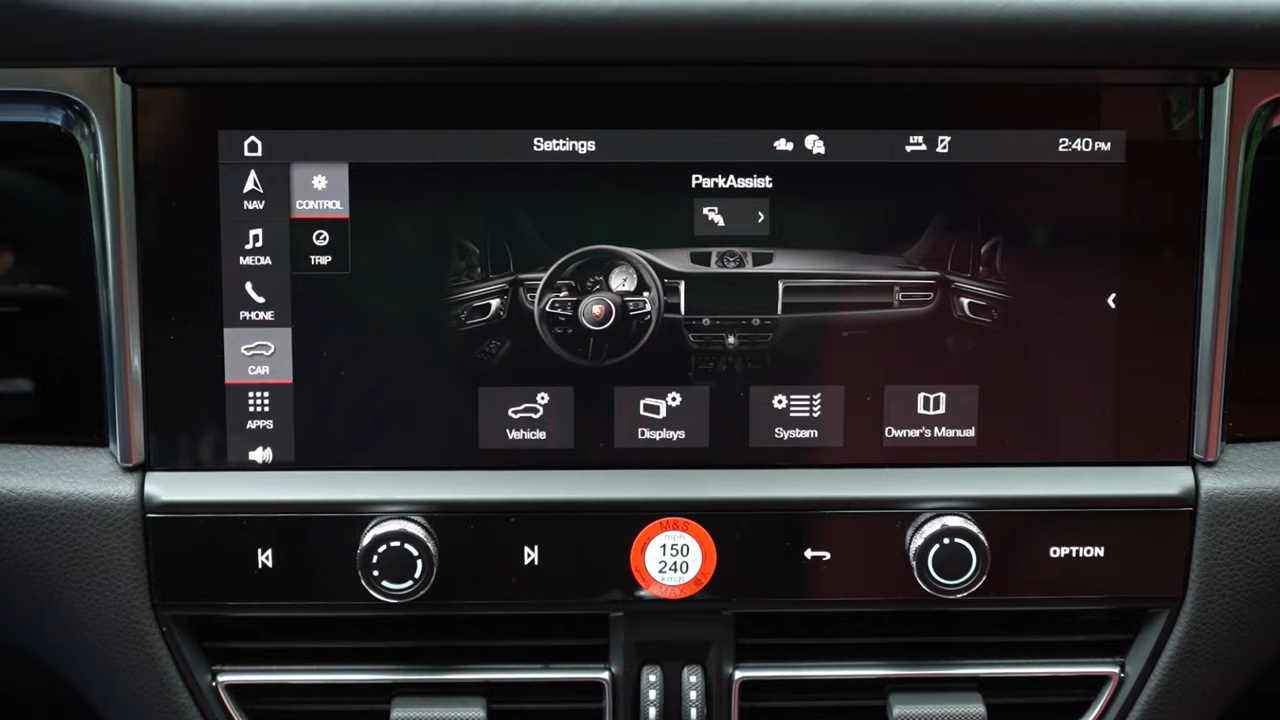 Settings
LTE
2:40 PM
NAV
CONTROL
ParkAssist
MEDIA
TRIP
PHONE
CAR
APPS
Vehicle
Displays
System
Owner's Manual
M&S
mph
150
240
km/h
MAX
OPTION